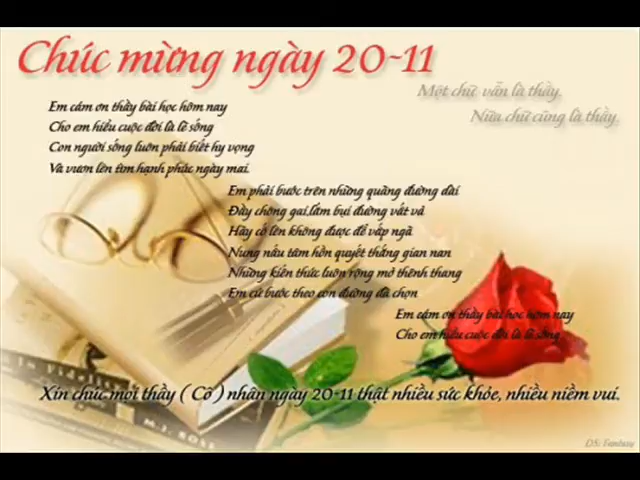 Chúc mừng ngày 20-11
Một chữ vẫn là thầy.
Nữa chữ cũng là thầy.
Em cám ơn thầy bài học hôm nay
Cho em hiểu cuộc đời là lẽ sống
Con người sống luôn phải biết hy vọng
Và vươn lên tìm hạnh phúc ngày mai.
Em phải bước trên những quãng đường dài
Đầy chông gai,lấm bụi đường vất vả
Hãy cố lên không được để vấp ngã
Nung nấu tâm hồn quyết thắng gian nan
Những kiến thức luôn rộng mở thênh thang
Em cứ bước theo con đường đã chọn
Em cám ơn thầy bài học hôm nay
Cho em hiểu cuộc đời là lẽ sống
Xin chúc mọi thầy ( Cô ) nhân ngày 20-11 thật nhiều sức khỏe, nhiều niềm vui.
M.J. ROSE
DS: Fantasy